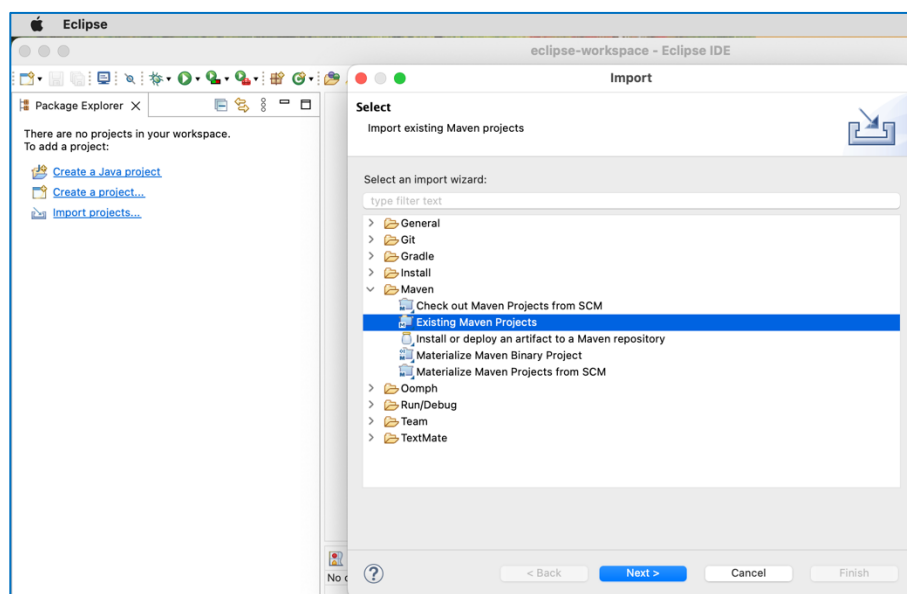 Eclipse
eclipse-workspace - Eclipse IDE
Package Explorer
There are no projects in your workspace.
To add a project:
Create a Java project
Create a project...
Import projects...
Import
Select
Import existing Maven projects
Select an import wizard:
type filter text
General
Git
Gradle
Install
Maven
Check out Maven Projects from SCM
Existing Maven Projects
Install or deploy an artifact to a Maven repository
Materialize Maven Binary Project
Materialize Maven Projects from SCM
Oomph
Run/Debug
Team
TextMate
No
?
< Back
Next >
Cancel
Finish